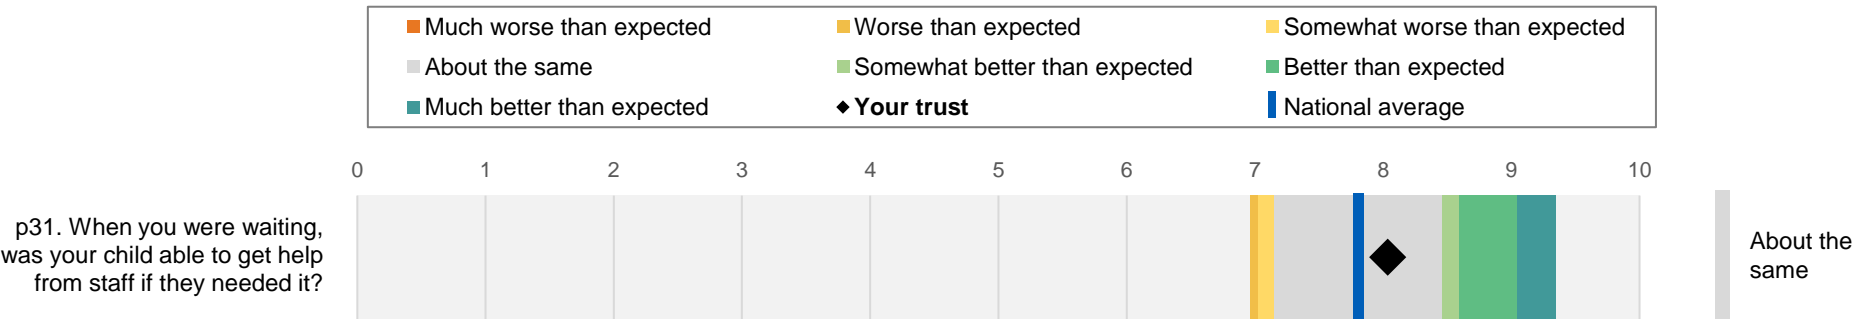 Much worse than expected
Worse than expected
Somewhat worse than expected
About the same
Somewhat better than expected
Better than expected
Much better than expected
Your trust
National average
0 1 2 3 4 5 6 7 8 9 10
p31. When you were waiting,
was your child able to get help
from staff if they needed it?
About the
same